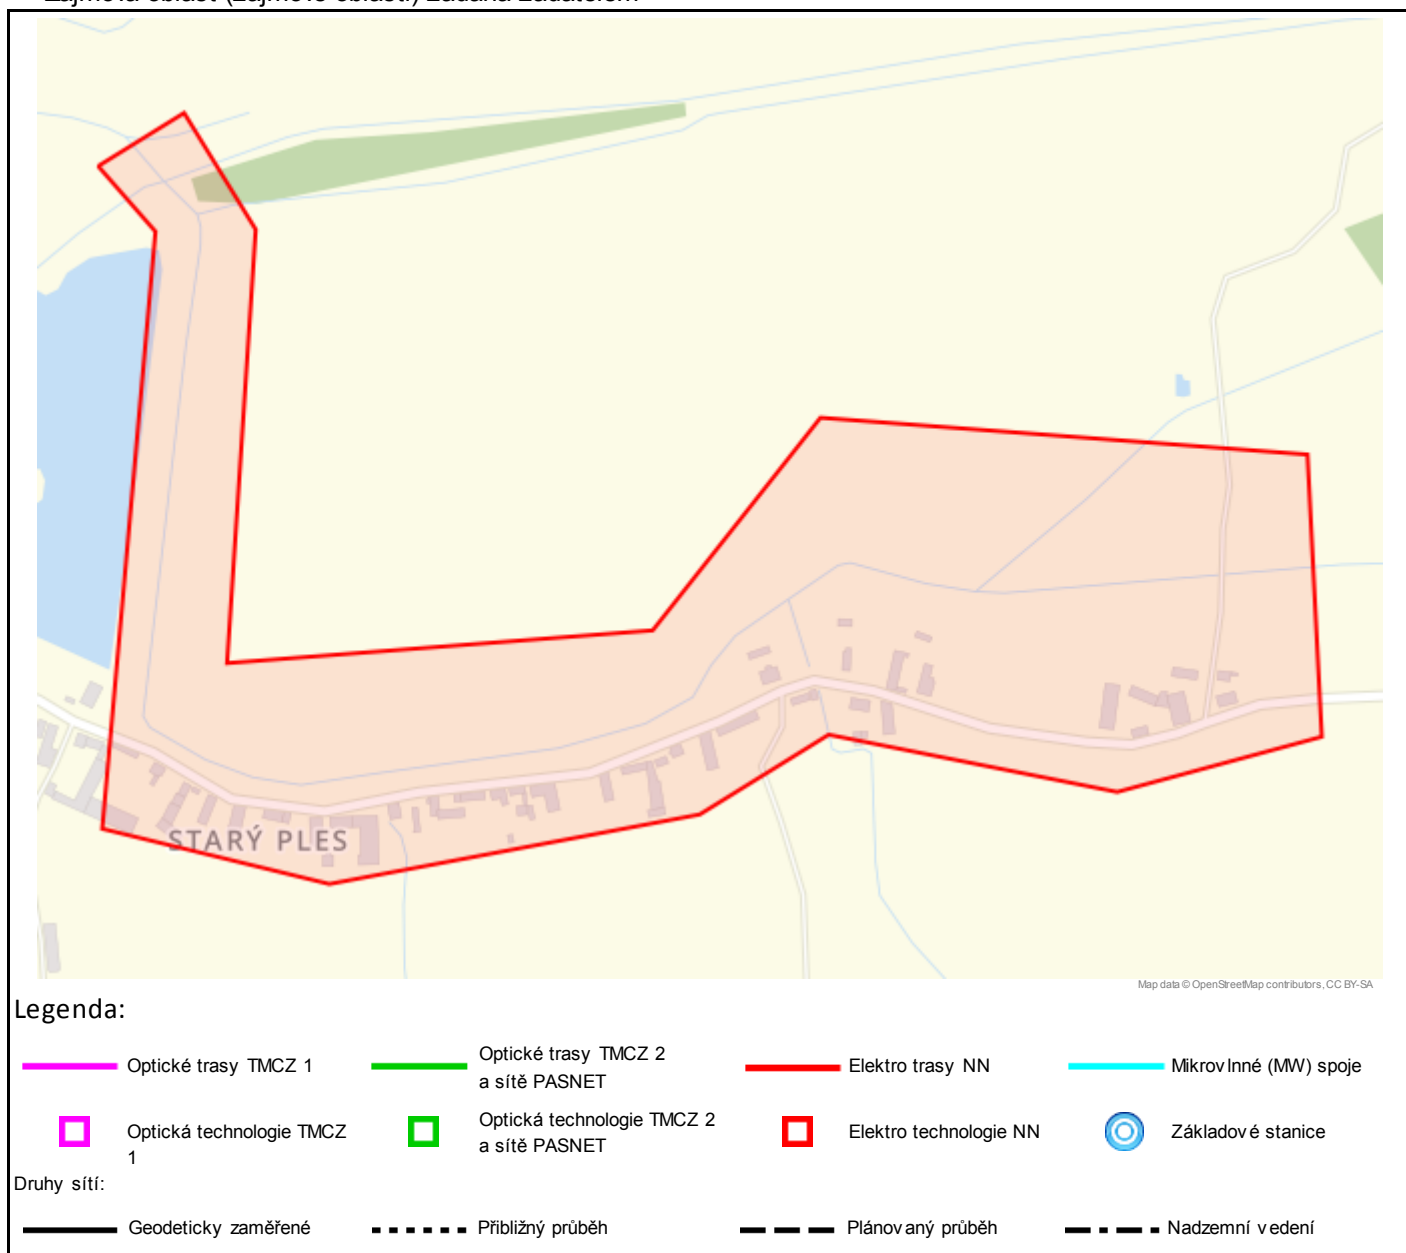 STARÝ PLES
Map data © OpenStreetMap contributors, CC BY-SA
Legenda:
Optické trasy TMCZ 1
Optické trasy TMCZ 2
a sítě PASNET
Elektro trasy NN
Mikrovlnné (MW) spoje
Optická technologie TMCZ
1
Optická technologie TMCZ 2
a sítě PASNET
Elektro technologie NN
Základové stanice
Druhy sítí:
Geodeticky zaměřené
Přibližný průběh
Plánovaný průběh
Nadzemní vedení